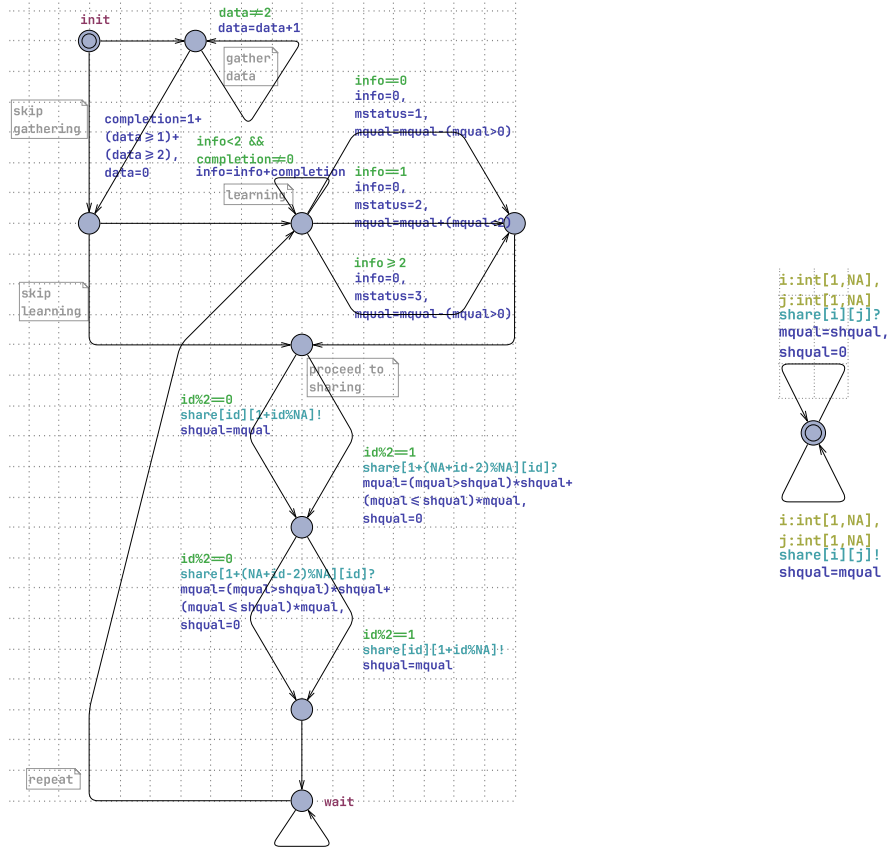 init
data≠2
data=data+1
gather
data
skip
gathering
completion=1+
(data⩾1)+
(data⩾2),
data=0
info<2 &&
completion≠0
info=info+completion
learning
info==0
info=0,
mstatus=1,
mqual=mqual-(mqual>0)
info==1
info=0,
mstatus=2,
mqual=mqual+(mqual<2)
info⩾2
info=0,
mstatus=3,
mqual=mqual-(mqual>0)
skip
learning
proceed to
sharing
id%2==0
share[id][1+id%NA]!
shqual=mqual
id%2==1
share[1+(NA+id-2)%NA][id]?
mqual=(mqual>shqual)*shqual+
(mqual⩽shqual)*mqual,
shqual=0
id%2==0
share[1+(NA+id-2)%NA][id]?
mqual=(mqual>shqual)*shqual+
(mqual⩽shqual)*mqual,
shqual=0
id%2==1
share[id][1+id%NA]!
shqual=mqual
repeat
wait
i:int[1,NA],
j:int[1,NA]
share[i][j]?
mqual=shqual,
shqual=0
i:int[1,NA],
j:int[1,NA]
share[i][j]!
shqual=mqual